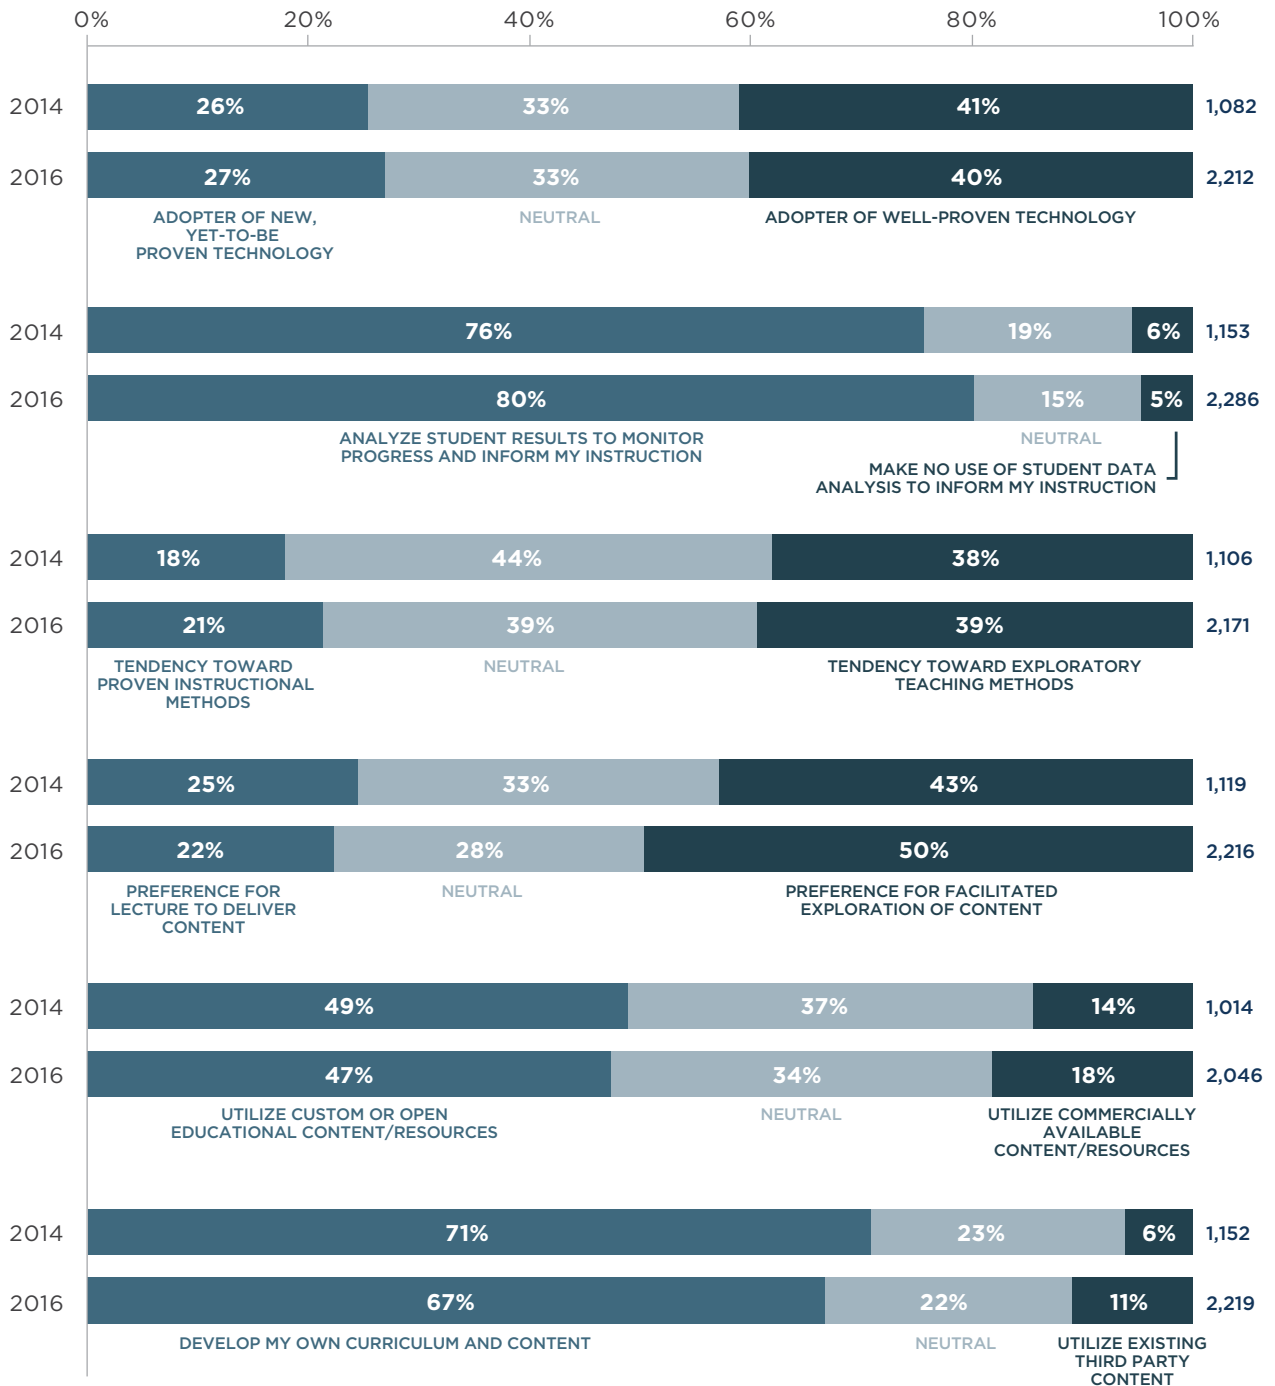 0% 20% 40% 60% 80% 100%
2014 26% 33% 41% 1,082
2016 27% 33% 40% 2,212
ADOPTER OF NEW,
YET-TO-BE
PROVEN TECHNOLOGY
NEUTRAL
ADOPTER OF WELL-PROVEN TECHNOLOGY
2014 76% 19% 6% 1,153
2016 80% 15% 5% 2,286
ANALYZE STUDENT RESULTS TO MONITOR
PROGRESS AND INFORM MY INSTRUCTION
NEUTRAL
MAKE NO USE OF STUDENT DATA
ANALYSIS TO INFORM MY INSTRUCTION
2014 18% 44% 38% 1,106
2016 21% 39% 39% 2,171
TENDENCY TOWARD
PROVEN INSTRUCTIONAL
METHODS
NEUTRAL
TENDENCY TOWARD EXPLORATORY
TEACHING METHODS
2014 25% 33% 43% 1,119
2016 22% 28% 50% 2,216
PREFERENCE FOR
LECTURE TO DELIVER
CONTENT
NEUTRAL
PREFERENCE FOR FACILITATED
EXPLORATION OF CONTENT
2014 49% 37% 14% 1,014
2016 47% 34% 18% 2,046
UTILIZE CUSTOM OR OPEN
EDUCATIONAL CONTENT/RESOURCES
NEUTRAL
UTILIZE COMMERCIALLY
AVAILABLE
CONTENT/RESOURCES
2014 71% 23% 6% 1,152
2016 67% 22% 11% 2,219
DEVELOP MY OWN CURRICULUM AND CONTENT
NEUTRAL
UTILIZE EXISTING
THIRD PARTY
CONTENT